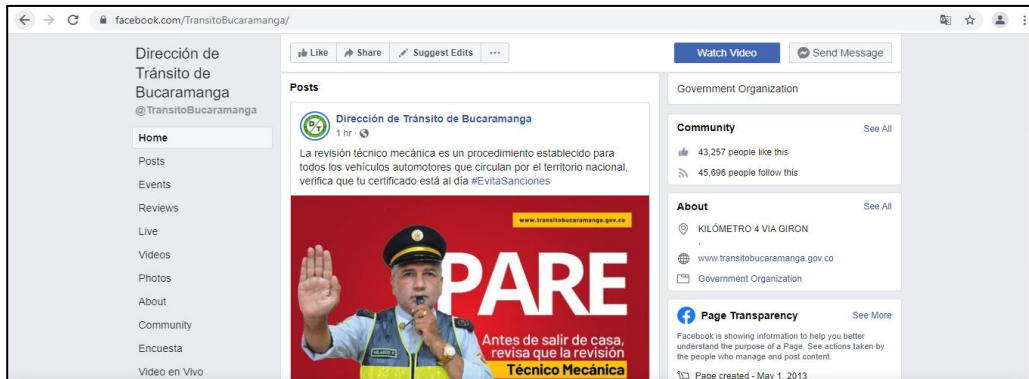 facebook.com/TransitoBucaramanga/
Dirección de
Tránsito de
Bucaramanga
@TransitoBucaramanga
Home
Posts
Events
Reviews
Live
Videos
Photos
About
Community
Encuesta
Video en Vivo
Like
Share
Suggest Edits
Posts
Dirección de Tránsito de Bucaramanga
1 hr ·
La revisión técnico mecánica es un procedimiento establecido para
todos los vehículos automotores que circulan por el territorio nacional,
verifica que tu certificado está al día #EvitaSanciones
www.transitobucaramanga.gov.co
PARE
Antes de salir de casa,
revisa que la revisión
Técnico Mecánica
Watch Video
Send Message
Government Organization
Community
See All
43,257 people like this
45,696 people follow this
About
See All
KILÓMETRO 4 VIA GIRON
,
www.transitobucaramanga.gov.co
Government Organization
Page Transparency
See More
Facebook is showing information to help you better
understand the purpose of a Page. See actions taken by
the people who manage and post content.
Page created - May 1, 2013